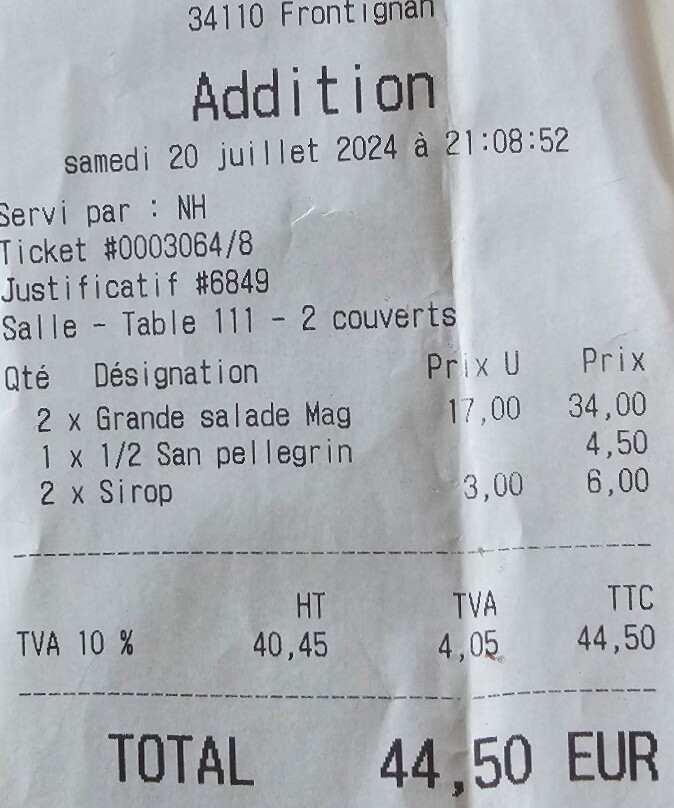 34110 Frontignan
Addition
samedi 20 juillet 2024 à 21:08:52
Servi par : NH
Ticket #0003064/8
Justificatif #6849
Salle - Table 111 - 2 couverts
Qté Désignation Prix U Prix
2 x Grande salade Mag 17,00 34,00
1 x 1/2 San pellegrin 4,50
2 x Sirop 3,00 6,00
HT TVA TTC
TVA 10 % 40,45 4,05 44,50
TOTAL 44,50 EUR